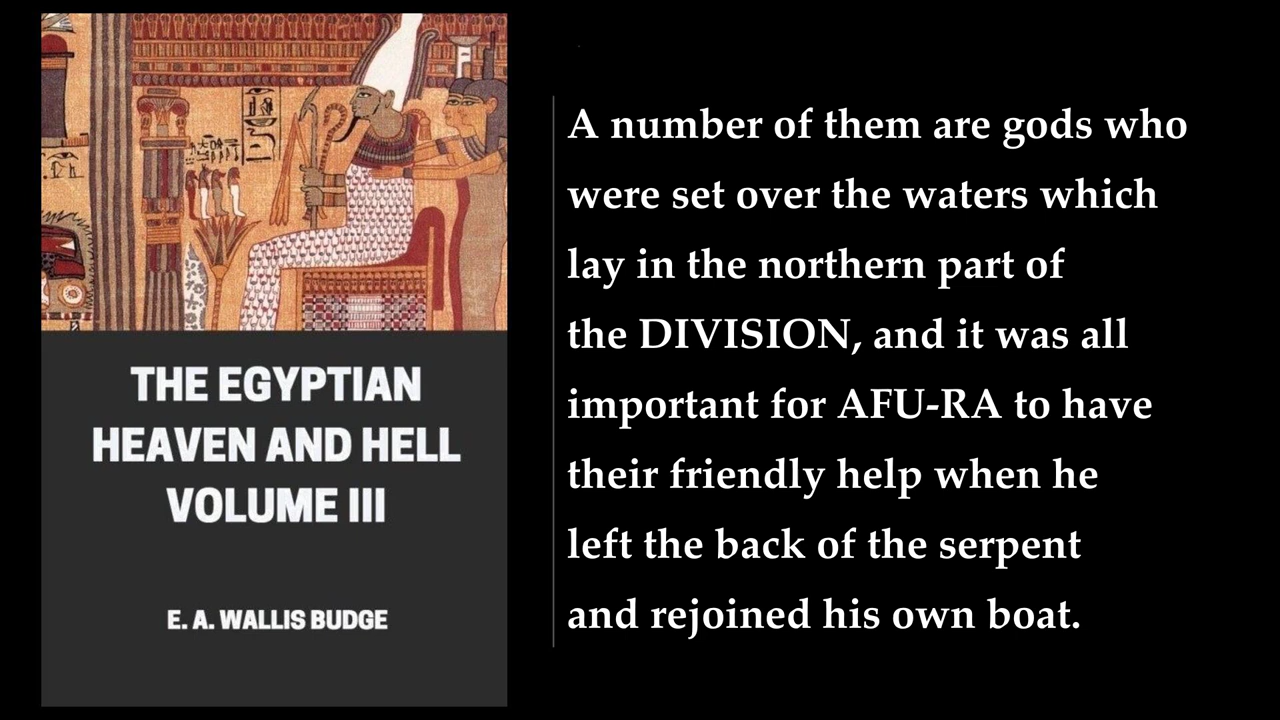 THE EGYPTIAN
HEAVEN AND HELL
VOLUME III
E. A. WALLIS BUDGE
A number of them are gods who
were set over the waters which
lay in the northern part of
the DIVISION, and it was all
important for AFU-RA to have
their friendly help when he
left the back of the serpent
and rejoined his own boat.